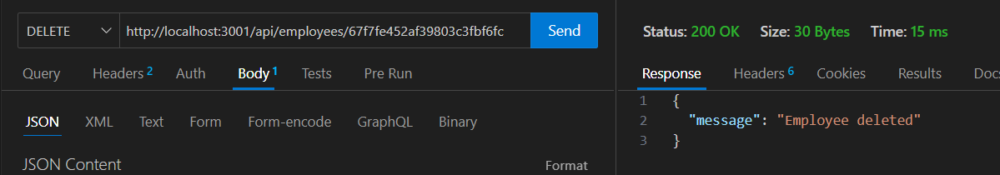 DELETE http://localhost:3001/api/employees/67f7fe452af39803c3fbf6fc Send
Query Headers 2 Auth Body 1 Tests Pre Run
JSON XML Text Form Form-encode GraphQL Binary
JSON Content Format
Status: 200 OK Size: 30 Bytes Time: 15 ms
Response Headers 6 Cookies Results Docs
1 {
2 "message": "Employee deleted"
3 }